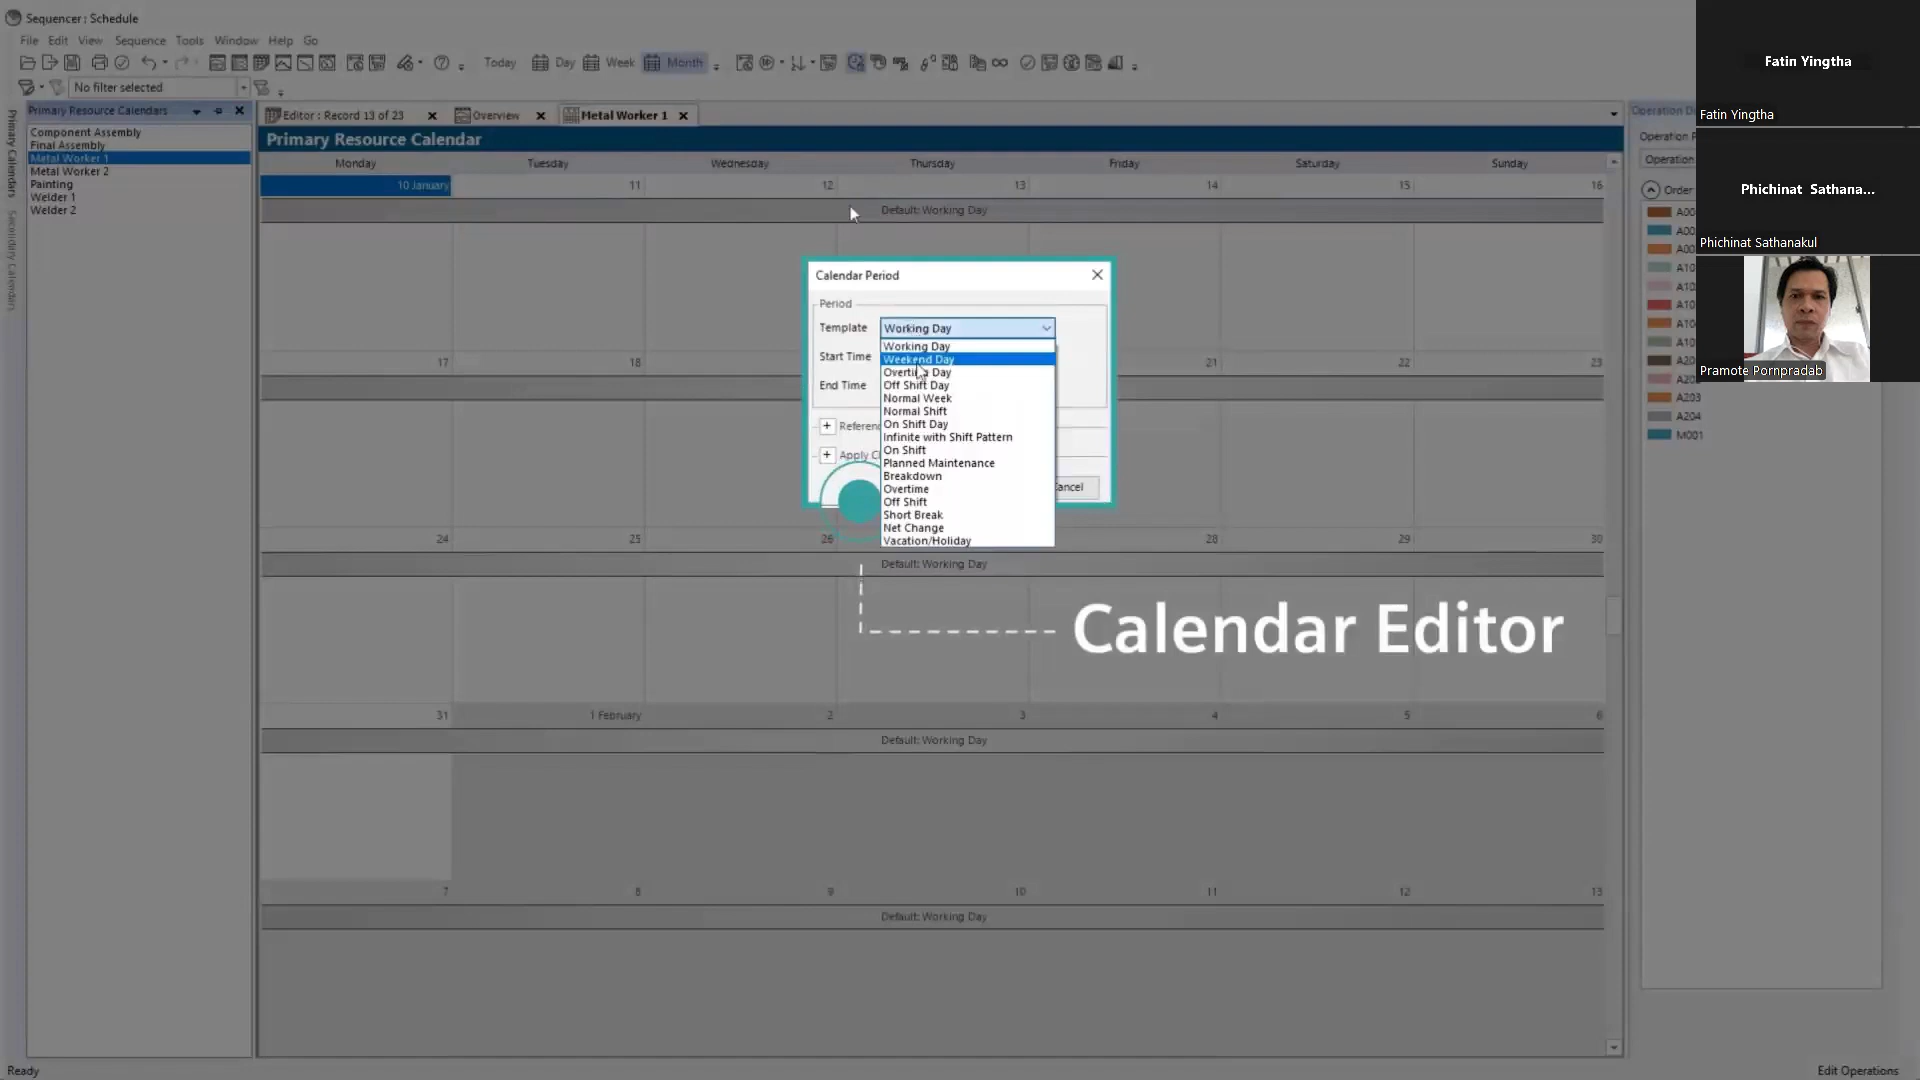 Sequencer : Schedule
File Edit View Sequence Tools Window Help Go
Today Day Week Month
No filter selected
Primary Resource Calendars
Component Assembly
Final Assembly
Metal Worker 1
Metal Worker 2
Painting
Welder 1
Welder 2
Primary Calendars
Secondary Calendars
Editor : Record 13 of 23
Overview
Metal Worker 1
Primary Resource Calendar
Monday Tuesday Wednesday Thursday Friday Saturday Sunday
10 January 11 12 13 14 15 16
Default: Working Day
17 18 21 22 23
24 25 26 28 29 30
Default: Working Day
31 1 February 2 3 4 5 6
Default: Working Day
7 8 9 10 11 12 13
Default: Working Day
Calendar Period
Period
Template Working Day
Start Time
End Time
Working Day
Weekend Day
Overtime Day
Off Shift Day
Normal Week
Normal Shift
On Shift Day
Infinite with Shift Pattern
On Shift
Planned Maintenance
Breakdown
Overtime
Off Shift
Short Break
Net Change
Vacation/Holiday
Calendar Editor
Operation
Order
A203
A204
M001
Fatin Yingtha
Fatin Yingtha
Phichinat Sathana...
Phichinat Sathanakul
Pramote Pornpradab
Ready
Edit Operations